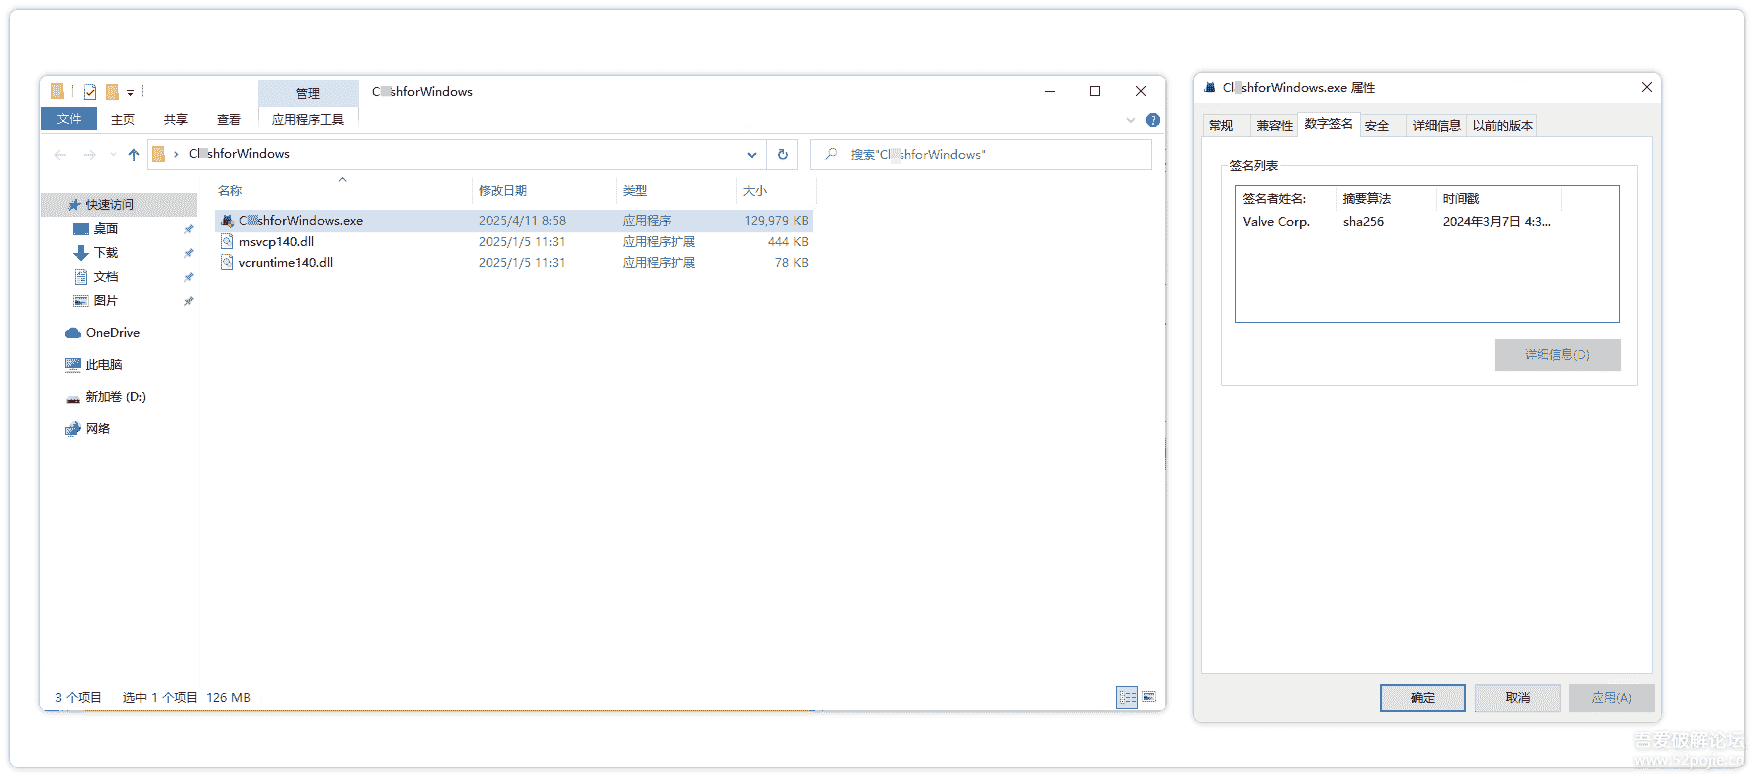 管理
C shforWindows
文件
主页
共享
查看
应用程序工具
Cl shforWindows
搜索"Cl shforWindows"
名称
修改日期
类型
大小
C shforWindows.exe 2025/4/11 8:58 应用程序 129,979 KB
msvcp140.dll 2025/1/5 11:31 应用程序扩展 444 KB
vcruntime140.dll 2025/1/5 11:31 应用程序扩展 78 KB
快速访问
桌面
下载
文档
图片
OneDrive
此电脑
新加卷 (D:)
网络
3 个项目 选中 1 个项目 126 MB
Cl shforWindows.exe 属性
常规 兼容性 数字签名 安全 详细信息 以前的版本
签名列表
签名者姓名: 摘要算法 时间戳
Valve Corp. sha256 2024年3月7日 4:3...
详细信息(D)
确定 取消 应用(A)
吾爱破解论坛
www.52pojie.cn